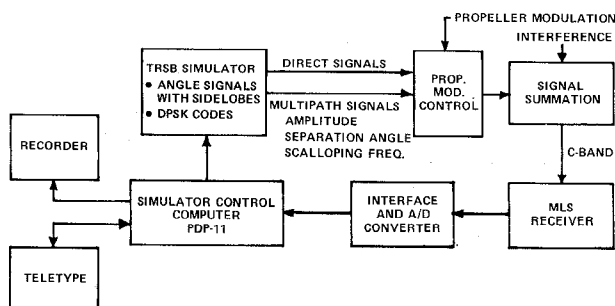 PROPELLER MODULATION
INTERFERENCE
TRSB SIMULATOR
• ANGLE SIGNALS
WITH SIDELOBES
• DPSK CODES
DIRECT SIGNALS
MULTIPATH SIGNALS
AMPLITUDE
SEPARATION ANGLE
SCALLOPING FREQ.
PROP.
MOD.
CONTROL
SIGNAL
SUMMATION
C-BAND
RECORDER
SIMULATOR CONTROL
COMPUTER
PDP-11
INTERFACE
AND A/D
CONVERTER
MLS
RECEIVER
TELETYPE